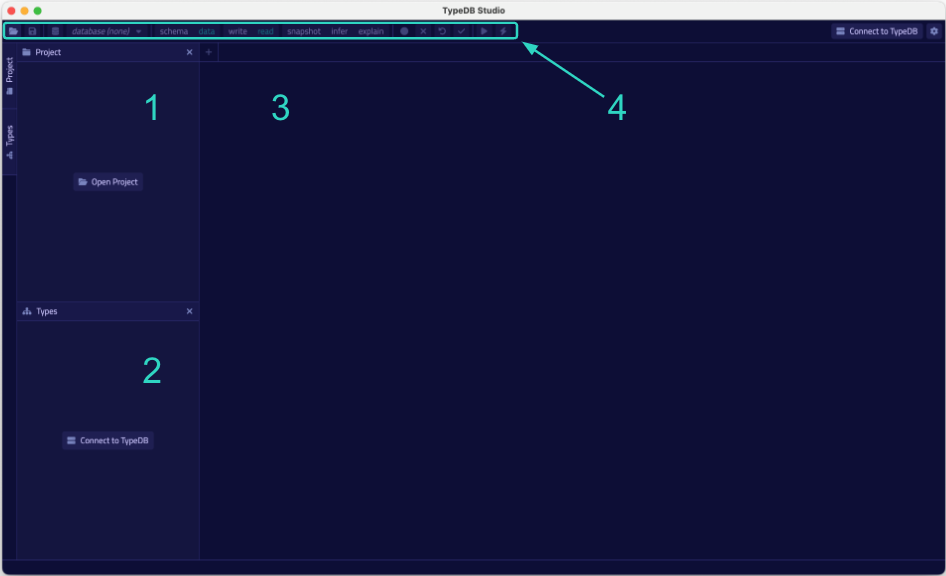 TypeDB Studio
database (none) schema data write read snapshot infer explain Connect to TypeDB
Project
Project
Types
1
3
4
Open Project
Types
2
Connect to TypeDB